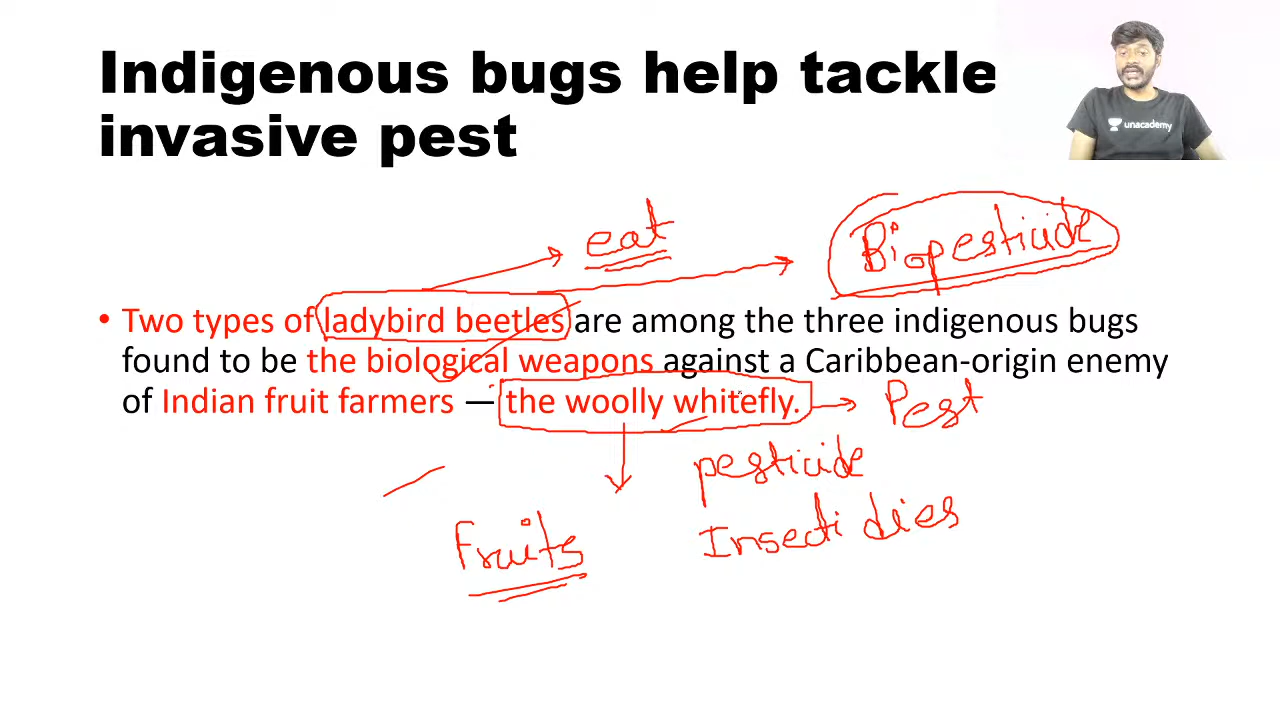 Indigenous bugs help tackle
invasive pest
unacademy
eat
Biopesticide
• Two types of ladybird beetles are among the three indigenous bugs
found to be the biological weapons against a Caribbean-origin enemy
of Indian fruit farmers — the woolly whitefly.
Pest
pesticide
Fruits
Insecti dies